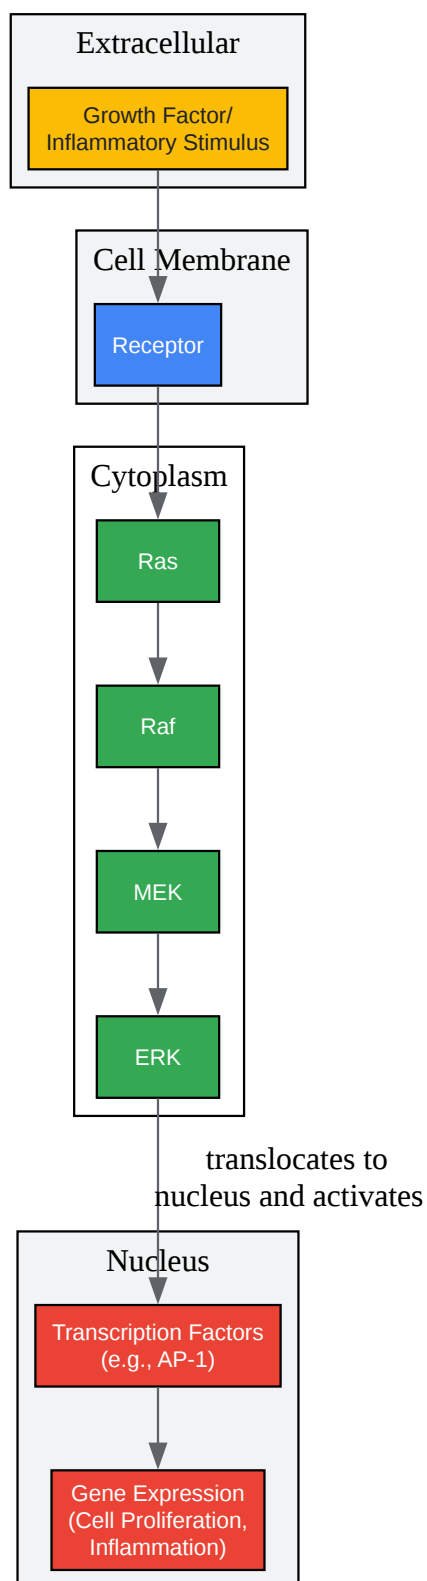 Extracellular
Growth Factor/
Inflammatory Stimulus
Cell Membrane
Receptor
Cytoplasm
Ras
Raf
MEK
ERK
translocates to
nucleus and activates
Nucleus
Transcription Factors
(e.g., AP-1)
Gene Expression
(Cell Proliferation,
Inflammation)